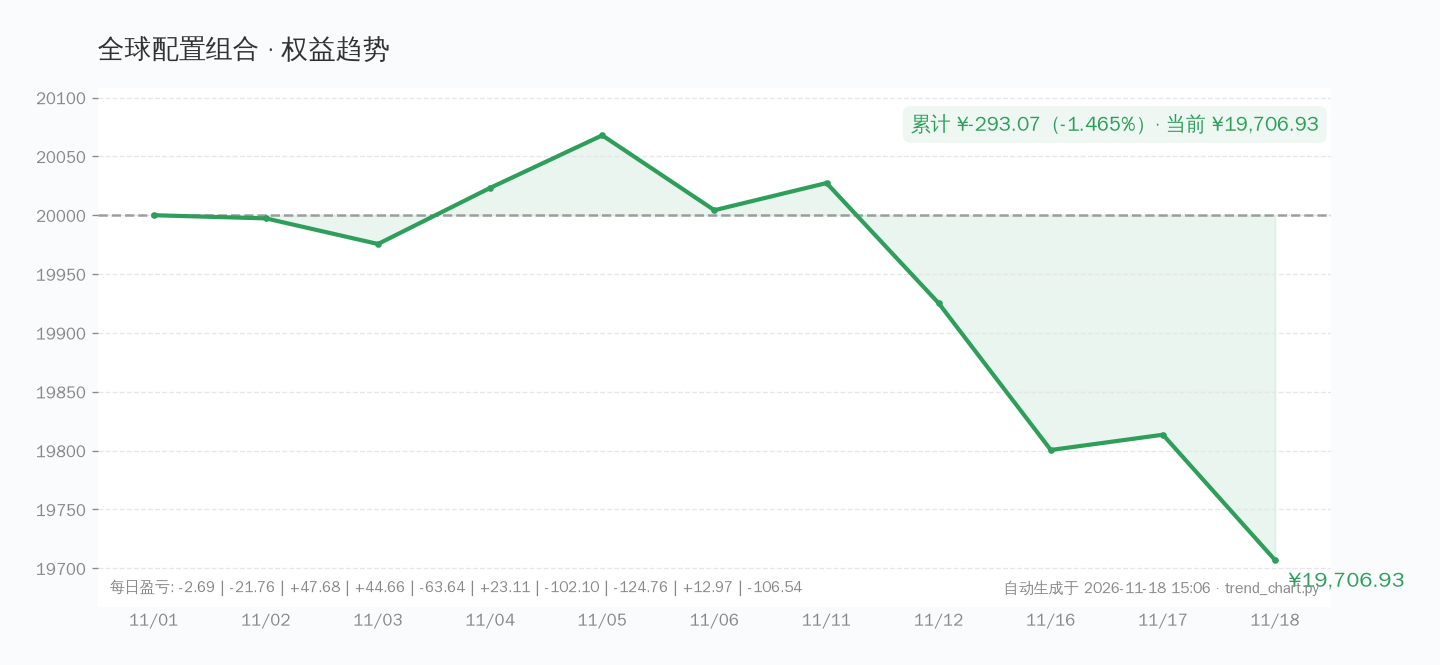 全球配置组合 · 权益趋势
20100
累计 ¥-293.07（-1.465%）· 当前 ¥19,706.93
20050
20000
19950
19900
19850
19800
19750
19700
¥19,706.93
每日盈亏: -2.69 | -21.76 | +47.68 | +44.66 | -63.64 | +23.11 | -102.10 | -124.76 | +12.97 | -106.54
自动生成于 2026-11-18 15:06 · trend_chart.py
11/01 11/02 11/03 11/04 11/05 11/06 11/11 11/12 11/16 11/17 11/18